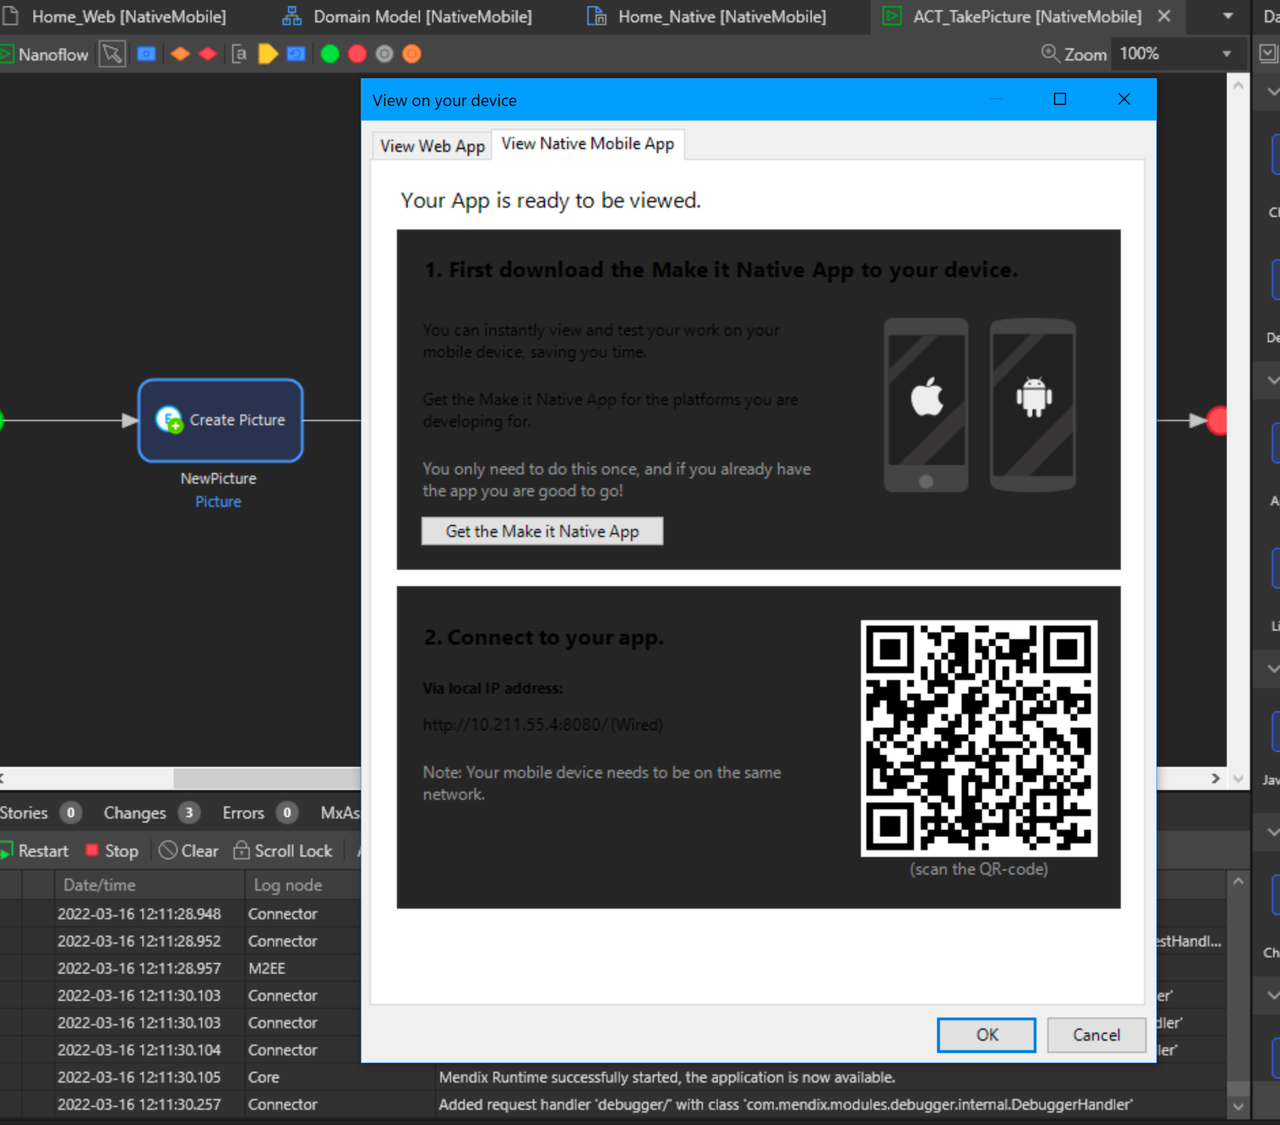 Home_Web [NativeMobile]
Domain Model [NativeMobile]
Home_Native [NativeMobile]
ACT_TakePicture [NativeMobile]
Nanoflow
Zoom
100%
View on your device
View Web App
View Native Mobile App
Your App is ready to be viewed.
1. First download the Make it Native App to your device.
You can instantly view and test your work on your
mobile device, saving you time.
Get the Make it Native App for the platforms you are
developing for.
You only need to do this once, and if you already have
the app you are good to go!
Get the Make it Native App
2. Connect to your app.
Via local IP address:
http://10.211.55.4:8080/ (Wired)
Note: Your mobile device needs to be on the same
network.
(scan the QR-code)
OK
Cancel
Create Picture
NewPicture
Picture
Stories 0
Changes 3
Errors 0
MxAs
Restart
Stop
Clear
Scroll Lock
Date/time
Log node
2022-03-16 12:11:28.948 Connector
2022-03-16 12:11:28.952 Connector estHandl...
2022-03-16 12:11:28.957 M2EE
2022-03-16 12:11:30.103 Connector er'
2022-03-16 12:11:30.103 Connector dler'
2022-03-16 12:11:30.104 Connector ler'
2022-03-16 12:11:30.105 Core Mendix Runtime successfully started, the application is now available.
2022-03-16 12:11:30.257 Connector Added request handler 'debugger/' with class 'com.mendix.modules.debugger.internal.DebuggerHandler'
Da
Cl
De
A
Li
Jav
Ch